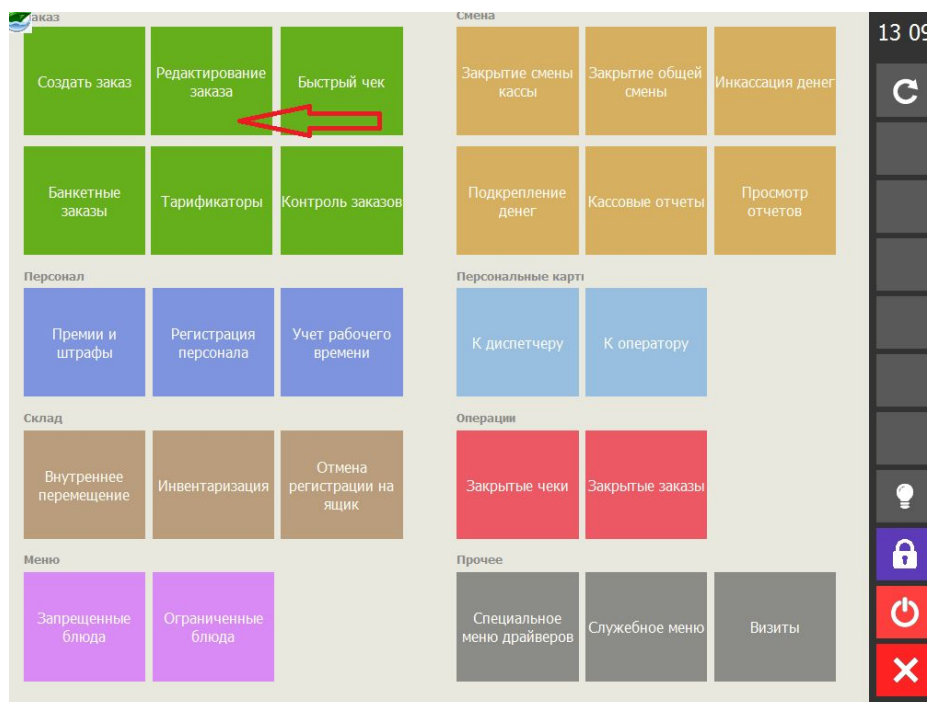 аказ
Создать заказ
Редактирование
заказа
Быстрый чек
Банкетные
заказы
Тарификаторы
Контроль заказов
Смена
Закрытие смены
кассы
Закрытие общей
смены
Инкассация денег
Подкрепление
денег
Кассовые отчеты
Просмотр
отчетов
13 09
Персонал
Премии и
штрафы
Регистрация
персонала
Учет рабочего
времени
Персональные карт
К диспетчеру
К оператору
Склад
Внутреннее
перемещение
Инвентаризация
Отмена
регистрации на
ящик
Операции
Закрытые чеки
Закрытые заказы
Меню
Запрещенные
блюда
Ограниченные
блюда
Прочее
Специальное
меню драйверов
Служебное меню
Визиты